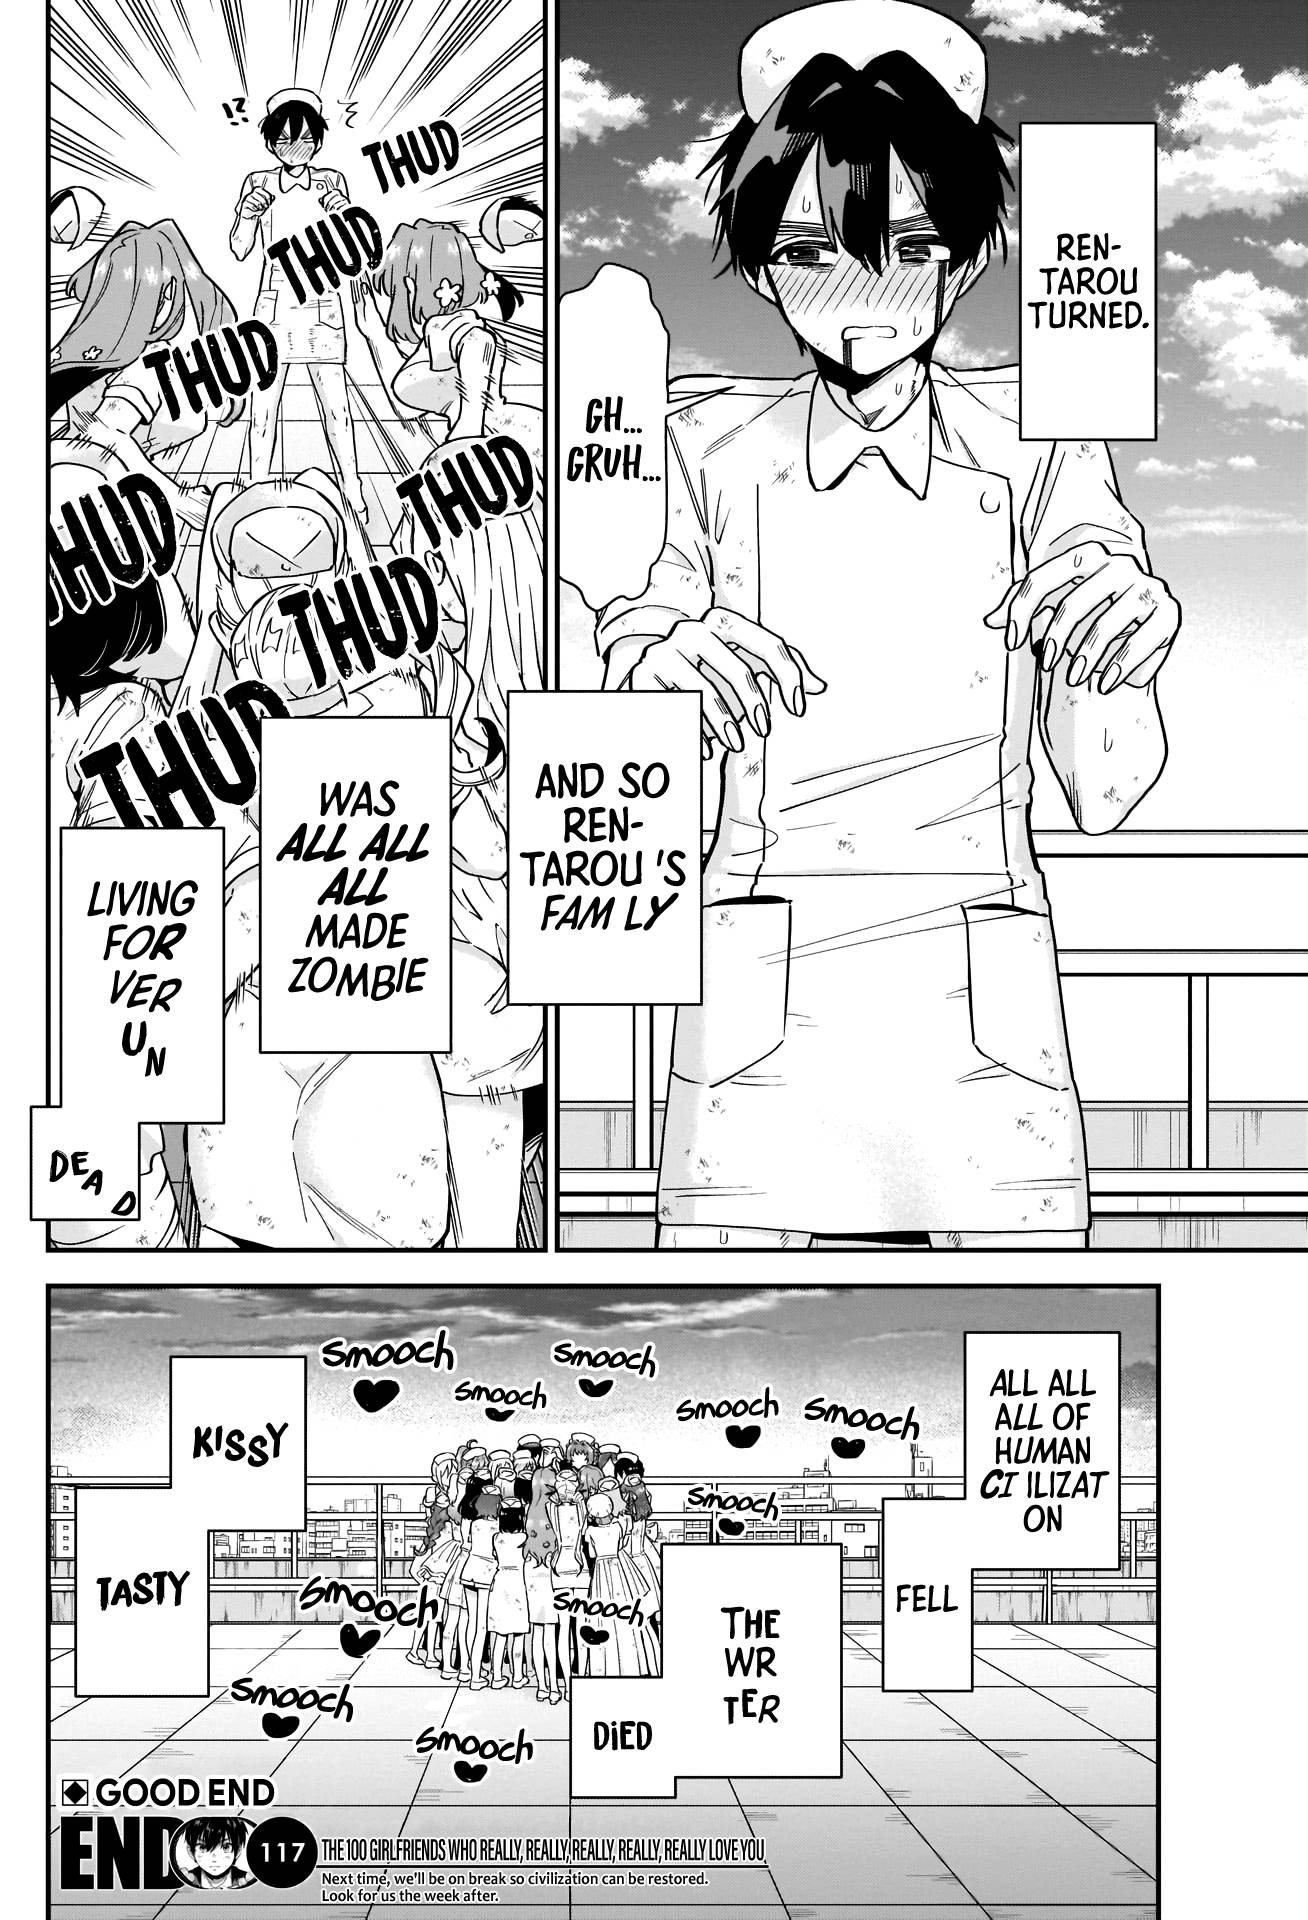 REN-
TAROU
TURNED.
GH...
GRUH...
AND SO
REN-
TAROU 'S
FAM LY
WAS
ALL ALL
ALL
MADE
ZOMBIE
LIVING
FOR
VER
UN
DEAD
!?
THUD
THUD
THUD
THUD
THUD
THUD
THUD
THUD
ALL ALL
ALL OF
HUMAN
CI ILIZAT
ON
FELL
THE
WR
TER
DIED
KISSY
TASTY
SMOOCH
SMOOCH
SMOOCH
SMOOCH
SMOOCH
SMOOCH
SMOOCH
SMOOCH
SMOOCH
SMOOCH
GOOD END
END
117
THE 100 GIRLFRIENDS WHO REALLY, REALLY, REALLY, REALLY, REALLY LOVE YOU
Next time, we'll be on break so civilization can be restored.
Look for us the week after.